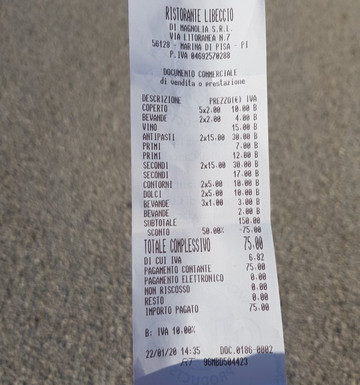 RISTORANTE LIBECCIO
DI MAGNOLIA S.R.L.
VIA LITORANEA N.7
56128 - MARINA DI PISA - PI
P.IVA 04692570288
DOCUMENTO COMMERCIALE
di vendita o prestazione
DESCRIZIONE PREZZO(€) IVA
COPERTO 5x2.00 10.00 B
BEVANDE 2x2.00 4.00 B
VINO 15.00 B
ANTIPASTI 2x15.00 30.00 B
PRIMI 7.00 B
PRIMI 12.00 B
SECONDI 2x15.00 30.00 B
SECONDI 17.00 B
CONTORNI 2x5.00 10.00 B
DOLCI 2x5.00 10.00 B
BEVANDE 3x1.00 3.00 B
BEVANDE 2.00 B
SUBTOTALE 150.00
SCONTO 50.00% -75.00
TOTALE COMPLESSIVO 75.00
DI CUI IVA 6.82
PAGAMENTO CONTANTE 75.00
PAGAMENTO ELETTRONICO 0.00
NON RISCOSSO 0.00
RESTO 0.00
IMPORTO PAGATO 75.00
B: IVA 10.00%
22/01/20 14:35 DOC.0186-0002
RT 96MBD504423